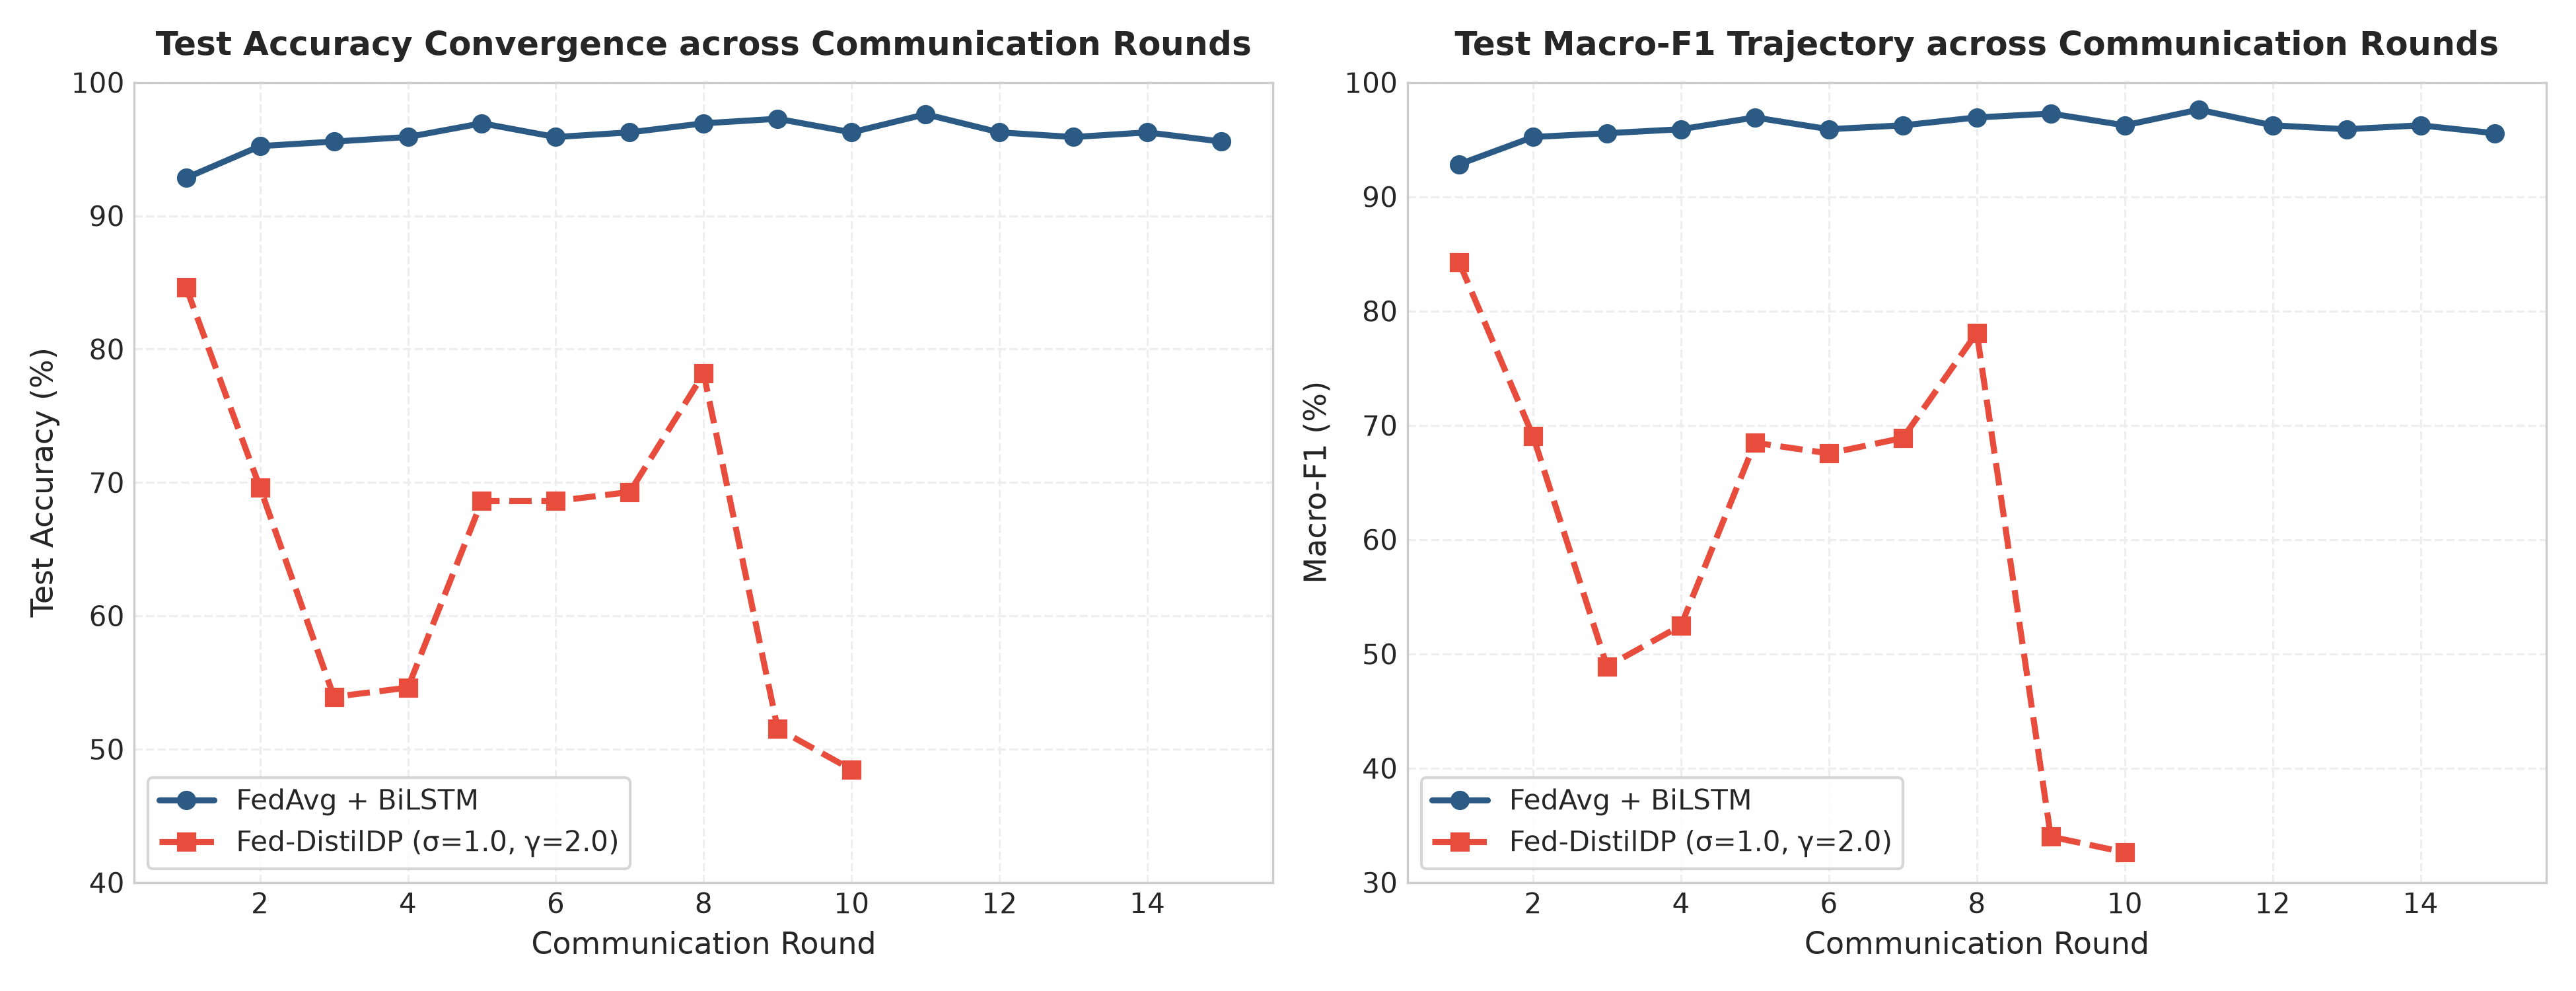 Test Accuracy Convergence across Communication Rounds
100
90
80
70
60
50
40
Test Accuracy (%)
FedAvg + BiLSTM
Fed-DistilDP (σ=1.0, γ=2.0)
2 4 6 8 10 12 14
Communication Round
Test Macro-F1 Trajectory across Communication Rounds
100
90
80
70
60
50
40
30
Macro-F1 (%)
FedAvg + BiLSTM
Fed-DistilDP (σ=1.0, γ=2.0)
2 4 6 8 10 12 14
Communication Round